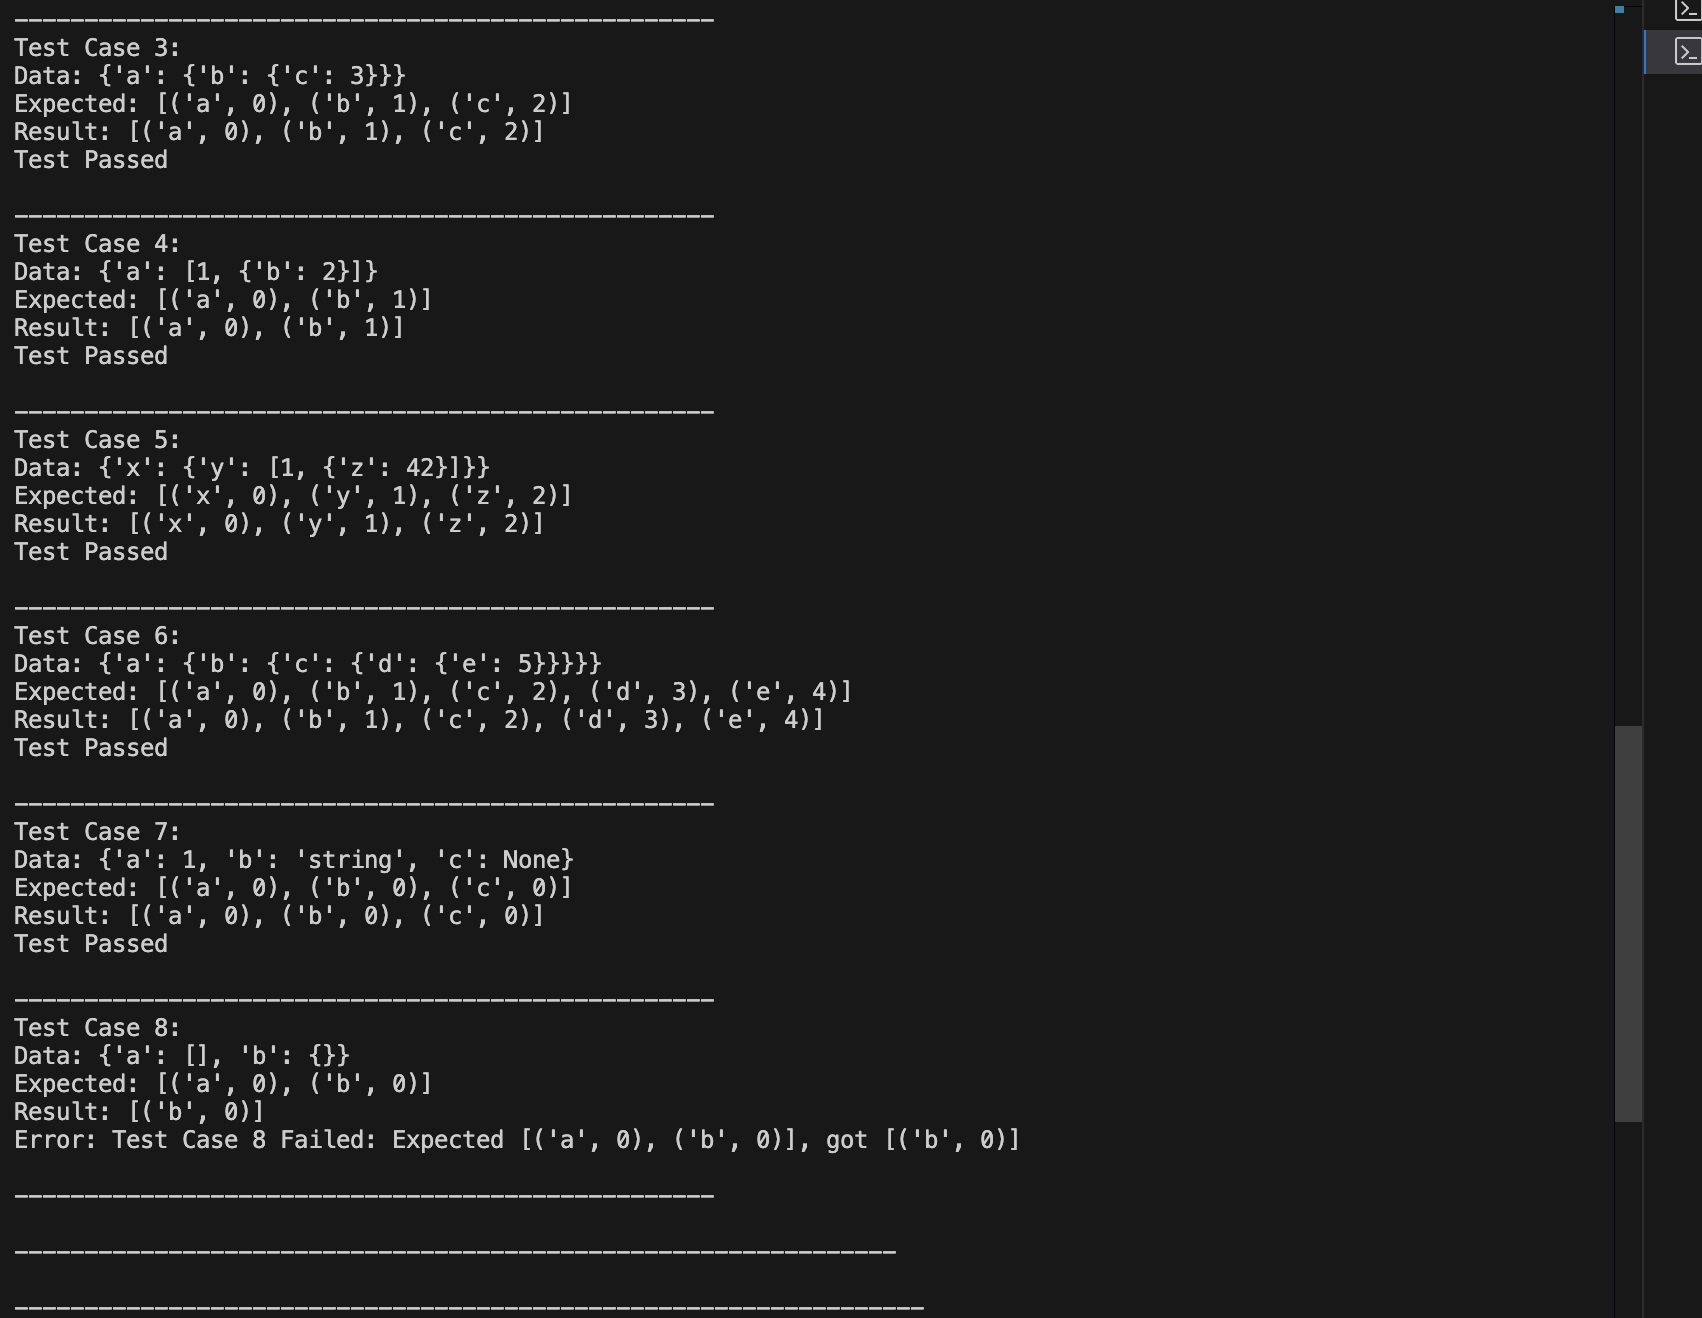 --------------------------------------------------
Test Case 3:
Data: {'a': {'b': {'c': 3}}}
Expected: [('a', 0), ('b', 1), ('c', 2)]
Result: [('a', 0), ('b', 1), ('c', 2)]
Test Passed
--------------------------------------------------
Test Case 4:
Data: {'a': [1, {'b': 2}]}
Expected: [('a', 0), ('b', 1)]
Result: [('a', 0), ('b', 1)]
Test Passed
--------------------------------------------------
Test Case 5:
Data: {'x': {'y': [1, {'z': 42}]}}
Expected: [('x', 0), ('y', 1), ('z', 2)]
Result: [('x', 0), ('y', 1), ('z', 2)]
Test Passed
--------------------------------------------------
Test Case 6:
Data: {'a': {'b': {'c': {'d': {'e': 5}}}}}
Expected: [('a', 0), ('b', 1), ('c', 2), ('d', 3), ('e', 4)]
Result: [('a', 0), ('b', 1), ('c', 2), ('d', 3), ('e', 4)]
Test Passed
--------------------------------------------------
Test Case 7:
Data: {'a': 1, 'b': 'string', 'c': None}
Expected: [('a', 0), ('b', 0), ('c', 0)]
Result: [('a', 0), ('b', 0), ('c', 0)]
Test Passed
--------------------------------------------------
Test Case 8:
Data: {'a': [], 'b': {}}
Expected: [('a', 0), ('b', 0)]
Result: [('b', 0)]
Error: Test Case 8 Failed: Expected [('a', 0), ('b', 0)], got [('b', 0)]
--------------------------------------------------
---------------------------------------------------------------
-----------------------------------------------------------------